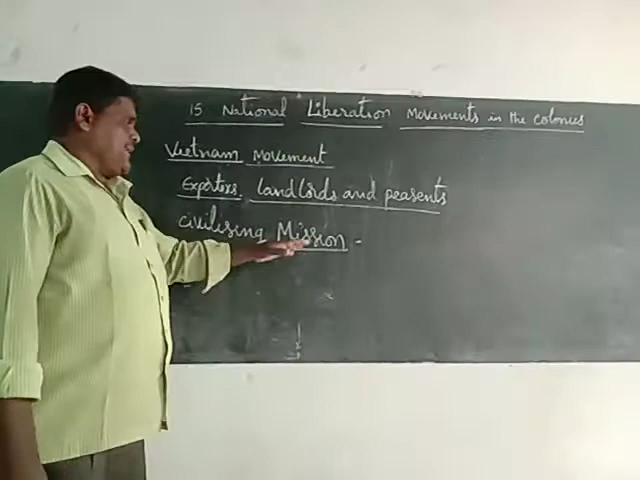 15 National Liberation Movements in the colonies
Vietnam Movement
Exporters, landlords and peasents
civilising Mission -